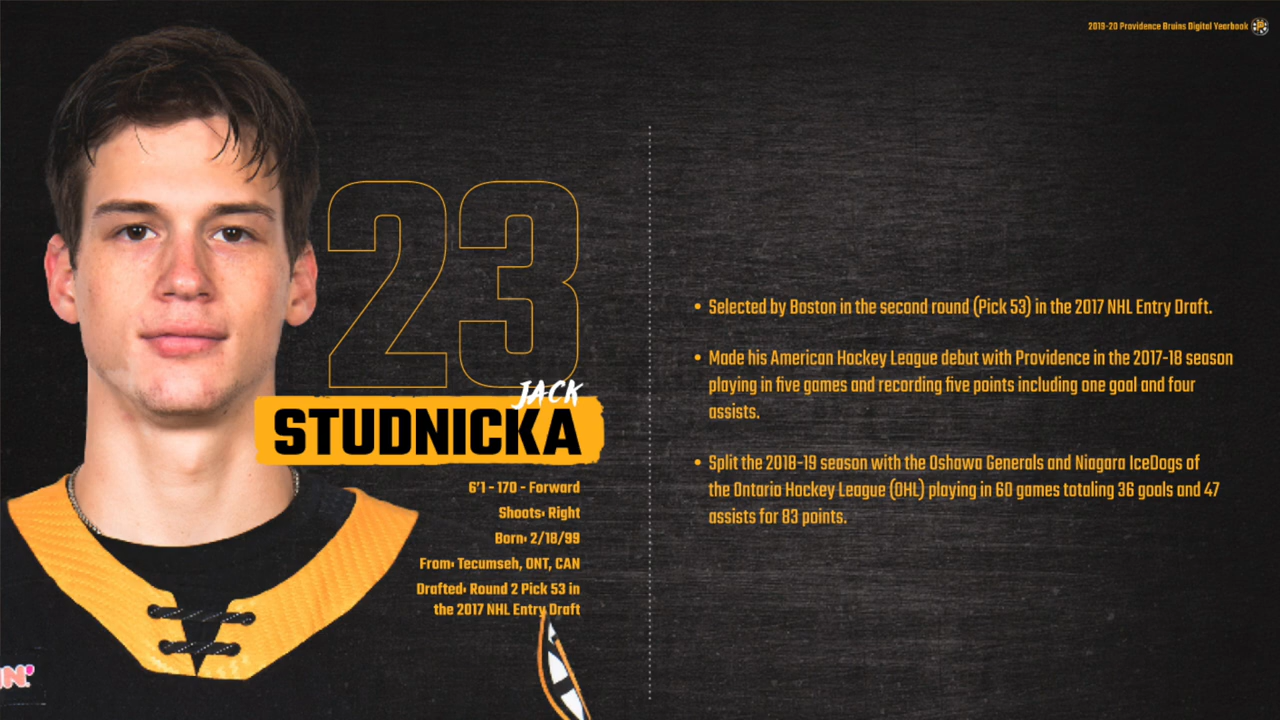 2019-20 Providence Bruins Digital Yearbook
23
JACK
STUDNICKA
6'1 - 170 - Forward
Shoots: Right
Born: 2/18/99
From: Tecumseh, ONT, CAN
Drafted: Round 2 Pick 53 in
the 2017 NHL Entry Draft
• Selected by Boston in the second round (Pick 53) in the 2017 NHL Entry Draft.
• Made his American Hockey League debut with Providence in the 2017-18 season
playing in five games and recording five points including one goal and four
assists.
• Split the 2018-19 season with the Oshawa Generals and Niagara IceDogs of
the Ontario Hockey League (OHL) playing in 60 games totaling 36 goals and 47
assists for 83 points.